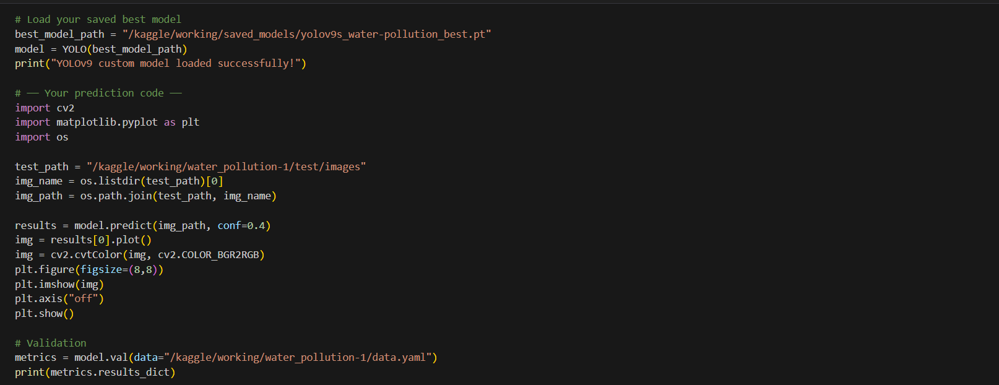 # Load your saved best model
best_model_path = "/kaggle/working/saved_models/yolov9s_water-pollution_best.pt"
model = YOLO(best_model_path)
print("YOLOv9 custom model loaded successfully!")
# —— Your prediction code ——
import cv2
import matplotlib.pyplot as plt
import os
test_path = "/kaggle/working/water_pollution-1/test/images"
img_name = os.listdir(test_path)[0]
img_path = os.path.join(test_path, img_name)
results = model.predict(img_path, conf=0.4)
img = results[0].plot()
img = cv2.cvtColor(img, cv2.COLOR_BGR2RGB)
plt.figure(figsize=(8,8))
plt.imshow(img)
plt.axis("off")
plt.show()
# Validation
metrics = model.val(data="/kaggle/working/water_pollution-1/data.yaml")
print(metrics.results_dict)